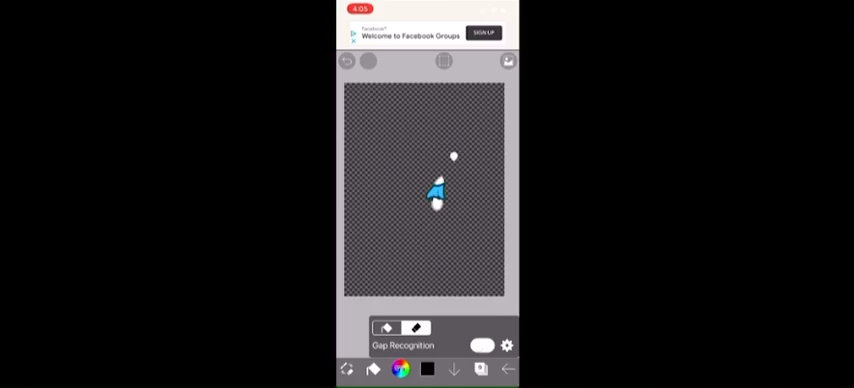 4:05
Facebook®
Welcome to Facebook Groups
SIGN UP
Gap Recognition